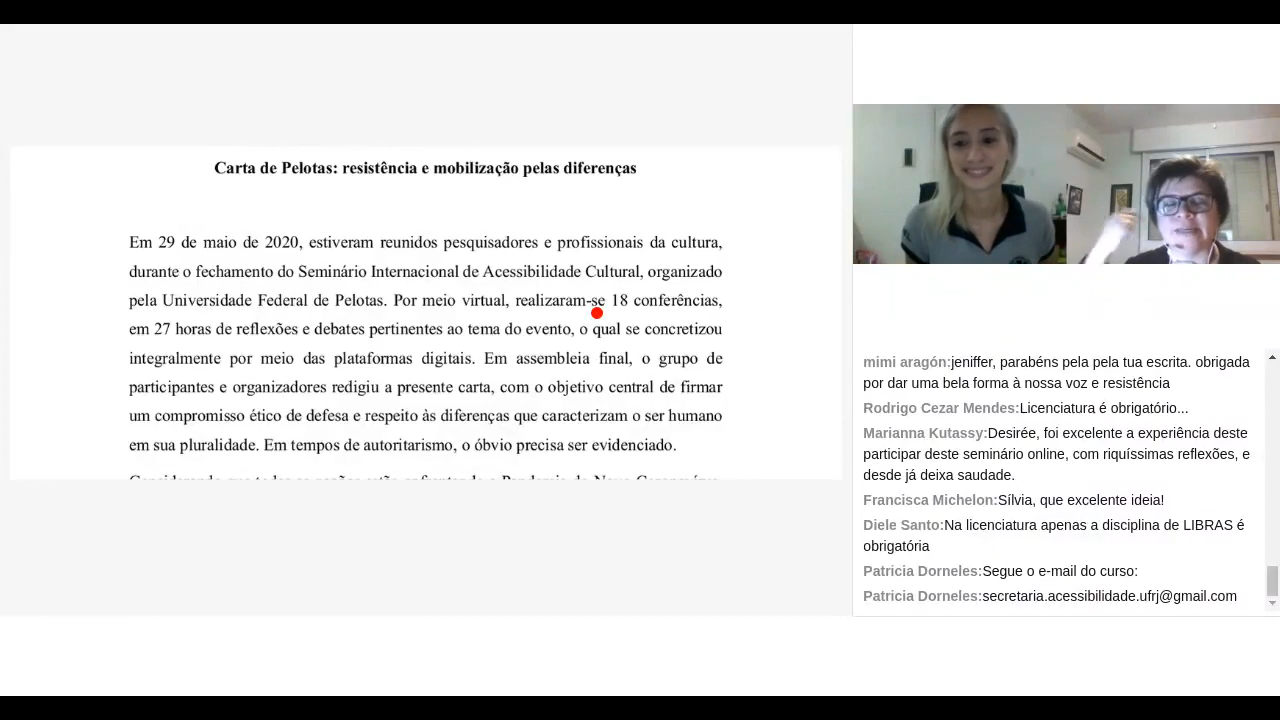 Carta de Pelotas: resistência e mobilização pelas diferenças
Em 29 de maio de 2020, estiveram reunidos pesquisadores e profissionais da cultura,
durante o fechamento do Seminário Internacional de Acessibilidade Cultural, organizado
pela Universidade Federal de Pelotas. Por meio virtual, realizaram-se 18 conferências,
em 27 horas de reflexões e debates pertinentes ao tema do evento, o qual se concretizou
integralmente por meio das plataformas digitais. Em assembleia final, o grupo de
participantes e organizadores redigiu a presente carta, com o objetivo central de firmar
um compromisso ético de defesa e respeito às diferenças que caracterizam o ser humano
em sua pluralidade. Em tempos de autoritarismo, o óbvio precisa ser evidenciado.
mimi aragón:jeniffer, parabéns pela pela tua escrita. obrigada
por dar uma bela forma à nossa voz e resistência
Rodrigo Cezar Mendes:Licenciatura é obrigatório...
Marianna Kutassy:Desirée, foi excelente a experiência deste
participar deste seminário online, com riquíssimas reflexões, e
desde já deixa saudade.
Francisca Michelon:Sílvia, que excelente ideia!
Diele Santo:Na licenciatura apenas a disciplina de LIBRAS é
obrigatória
Patricia Dorneles:Segue o e-mail do curso:
Patricia Dorneles:secretaria.acessibilidade.ufrj@gmail.com